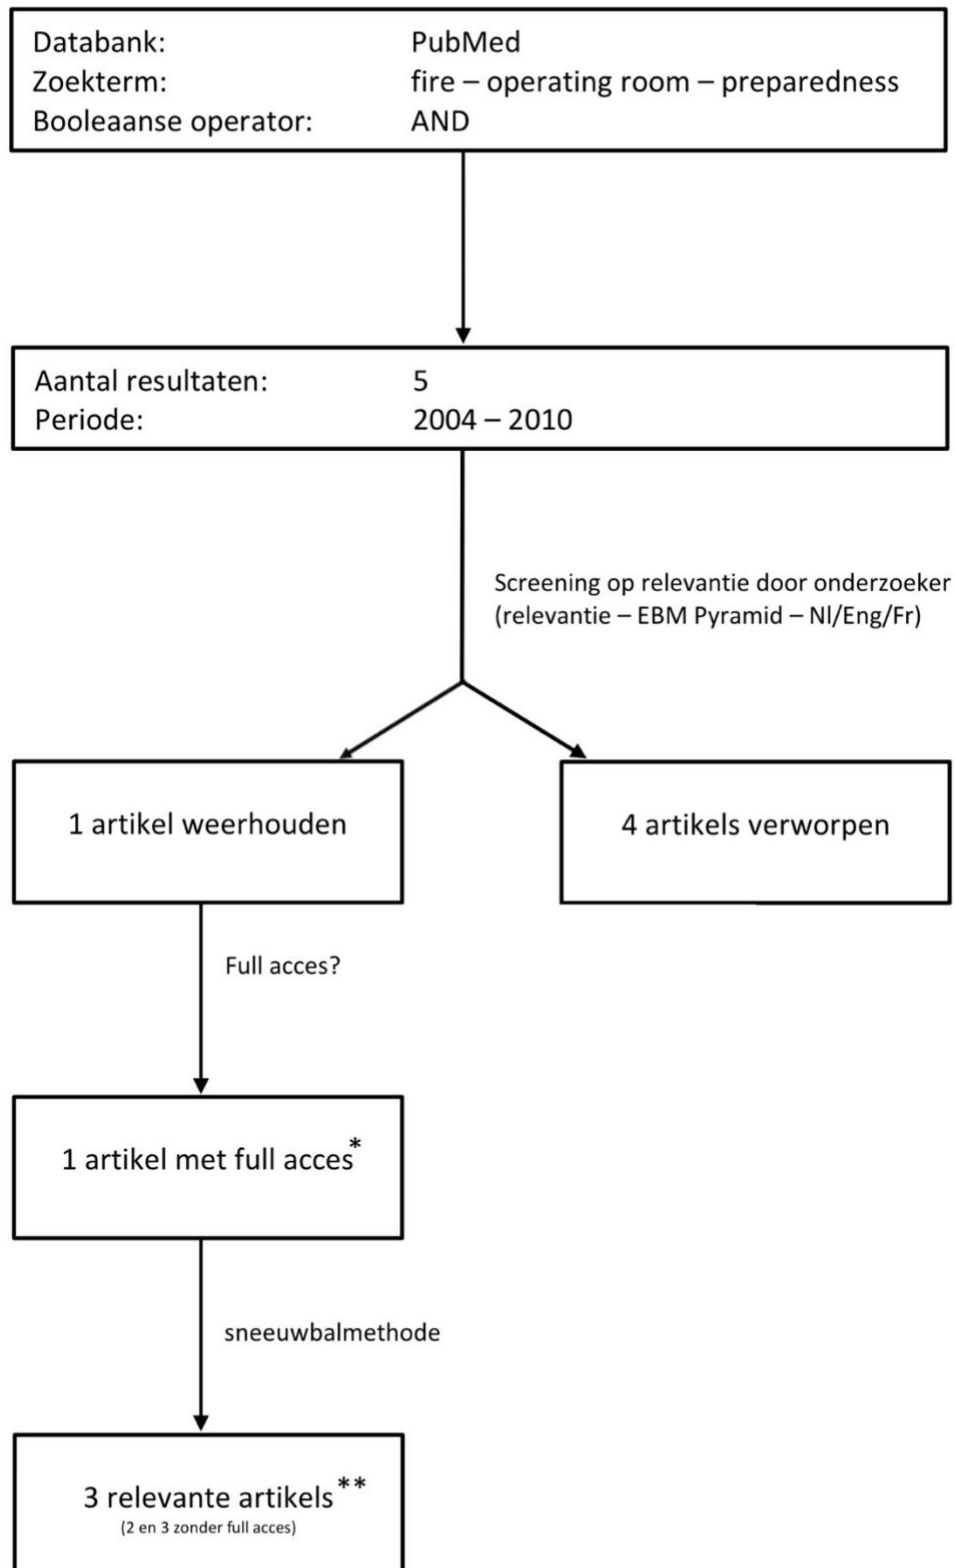 Databank: PubMed
Zoekterm: fire – operating room – preparedness
Booleaanse operator: AND
Aantal resultaten: 5
Periode: 2004 – 2010
Screening op relevantie door onderzoeker
(relevantie – EBM Pyramid – Nl/Eng/Fr)
1 artikel weerhouden
4 artikels verworpen
Full acces?
1 artikel met full acces*
sneeuwbalmethode
3 relevante artikels**
(2 en 3 zonder full acces)